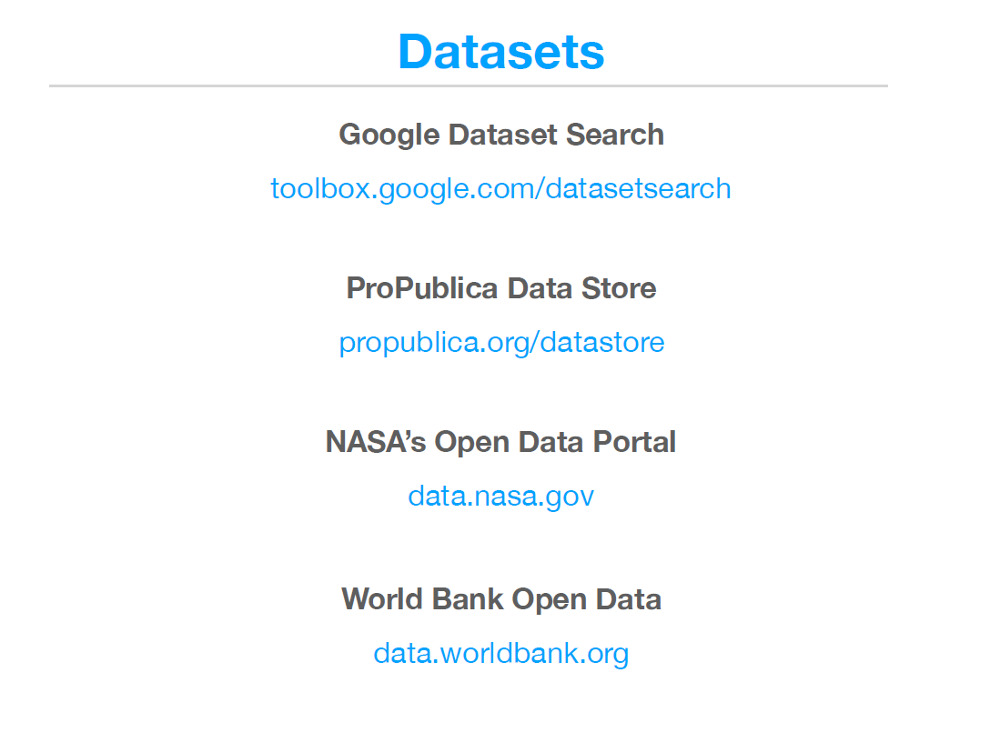 Datasets
Google Dataset Search
toolbox.google.com/datasetsearch
ProPublica Data Store
propublica.org/datastore
NASA’s Open Data Portal
data.nasa.gov
World Bank Open Data
data.worldbank.org